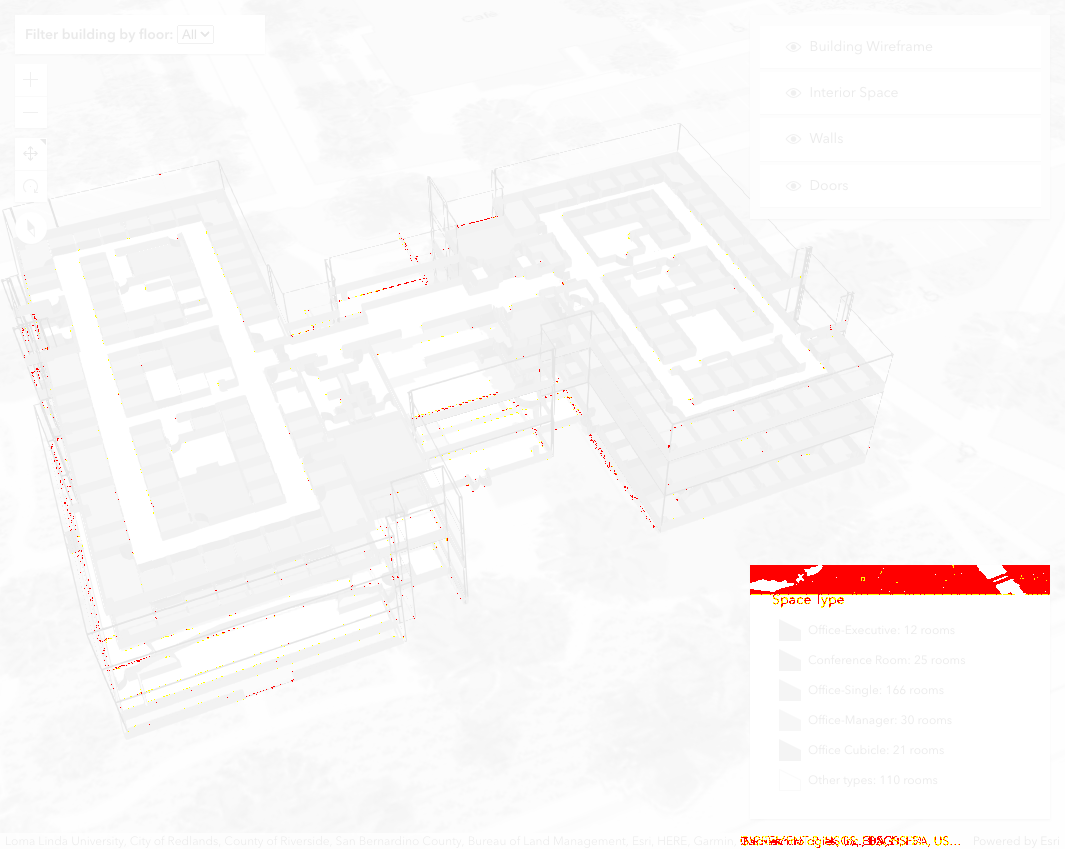 Cale
Filter building by floor: All
Building Wireframe
Interior Space
Walls
Doors
Space Type
Office-Executive: 12 rooms
Conference Room: 25 rooms
Office-Single: 166 rooms
Office-Manager: 30 rooms
Office Cubicle: 21 rooms
Other types: 110 rooms
Loma Linda University, City of Redlands, County of Riverside, San Bernardino County, Bureau of Land Management, Esri, HERE, Garmin US... Powered by Esri